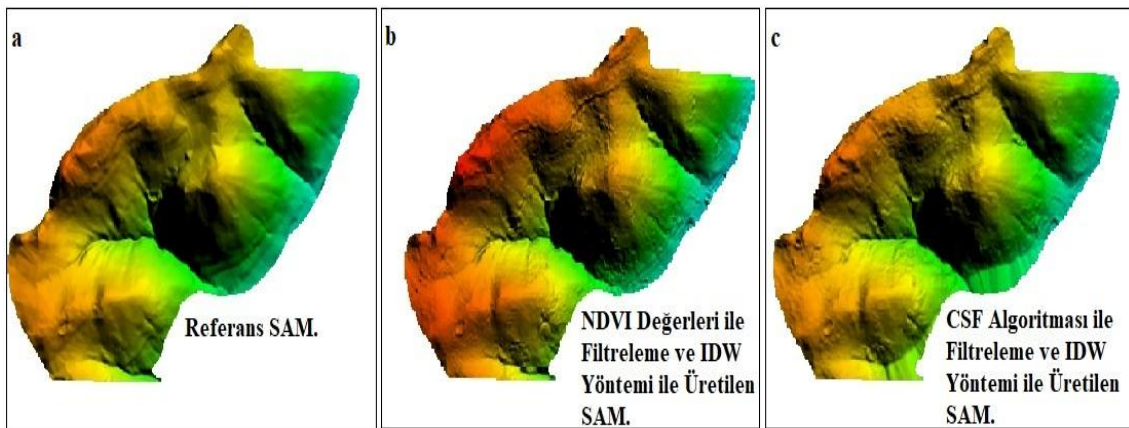 a
Referans SAM.
b
NDVI Değerleri ile
Filtreleme ve IDW
Yöntemi ile Üretilen
SAM.
c
CSF Algoritması ile
Filtreleme ve IDW
Yöntemi ile Üretilen
SAM.